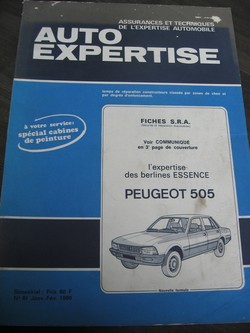 ASSURANCES ET TECHNIQUES
DE L'EXPERTISE AUTOMOBILE
AUTO
EXPERTISE
à votre service:
spécial cabines
de peinture
FICHES S.R.A.
Voir COMMUNIQUÉ
en 2e page de couverture
l'expertise
des berlines ESSENCE
PEUGEOT 505